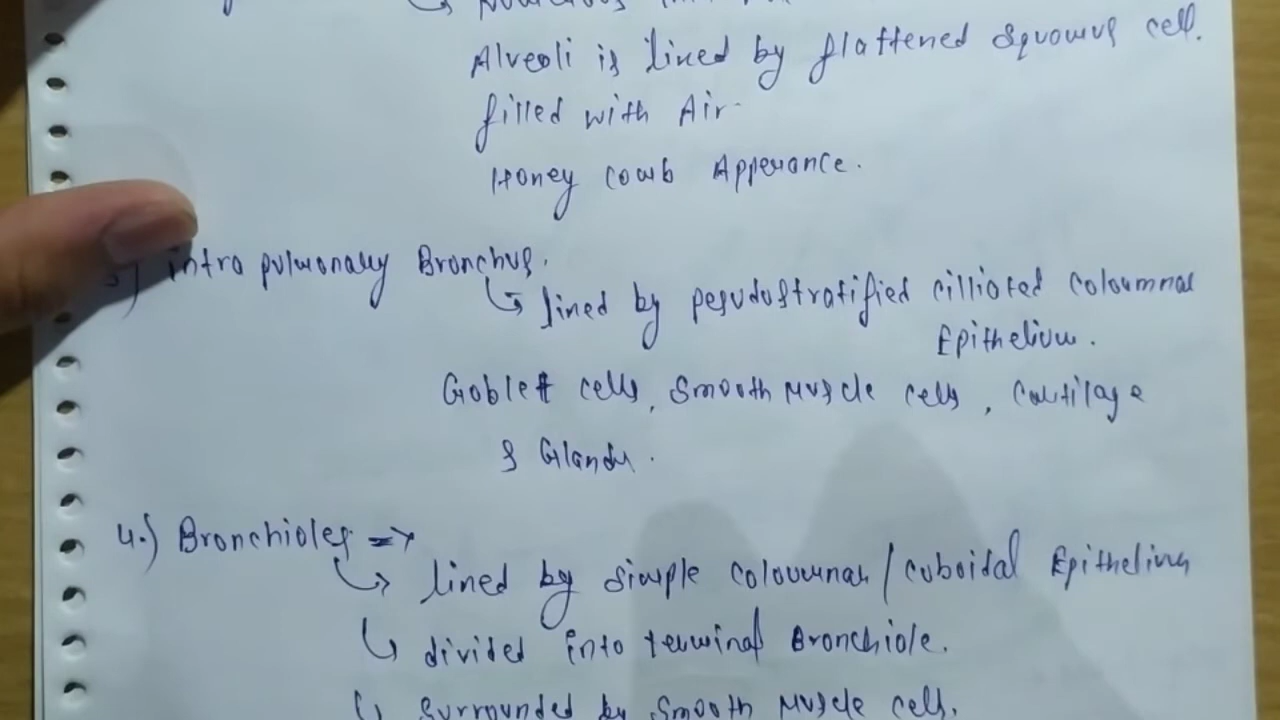 Alveoli is lined by flattened squomus cell.
filled with Air
Honey comb Apperance.
intra pulmonary Bronchus.
lined by pesudostratified cilliated coloumnar
Epithelium.
Goblet cells, smooth muscle cells, Cartilage
& Glands.
4.) Bronchioles =>
lined by simple coloumnar / cuboidal Epithelium
divided into terminal Bronchiole.
surrounded by smooth muscle cells.